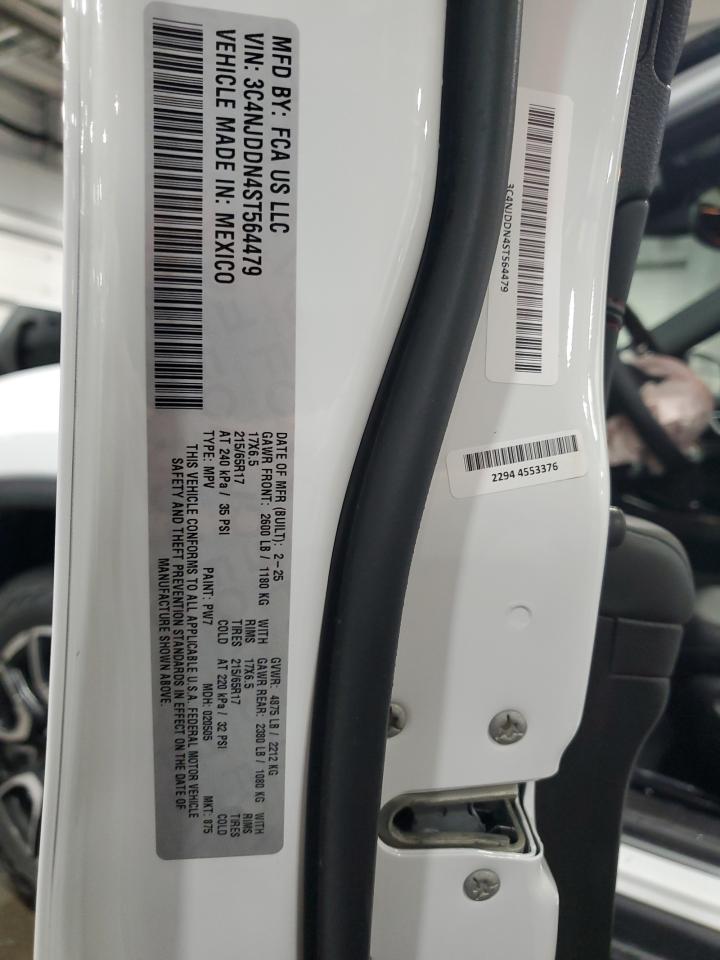 MFD BY: FCA US LLC
VIN: 3C4NJDDN4ST564479
VEHICLE MADE IN: MEXICO
DATE OF MFR (BUILT): 2-25 GVWR: 4875 LB / 2212 KG
GAWR FRONT: 2600 LB / 1180 KG WITH GAWR REAR: 2380 LB / 1080 KG WITH
17X6.5 RIMS 17X6.5 RIMS
215/65R17 TIRES 215/65R17 TIRES
AT 240 kPa / 35 PSI COLD AT 220 kPa / 32 PSI COLD
TYPE: MPV PAINT: PW7 MDH: 020505 MKT: 875
THIS VEHICLE CONFORMS TO ALL APPLICABLE U.S.A. FEDERAL MOTOR VEHICLE
SAFETY AND THEFT PREVENTION STANDARDS IN EFFECT ON THE DATE OF
MANUFACTURE SHOWN ABOVE.
3C4NJDDN4ST564479
2294 4553376